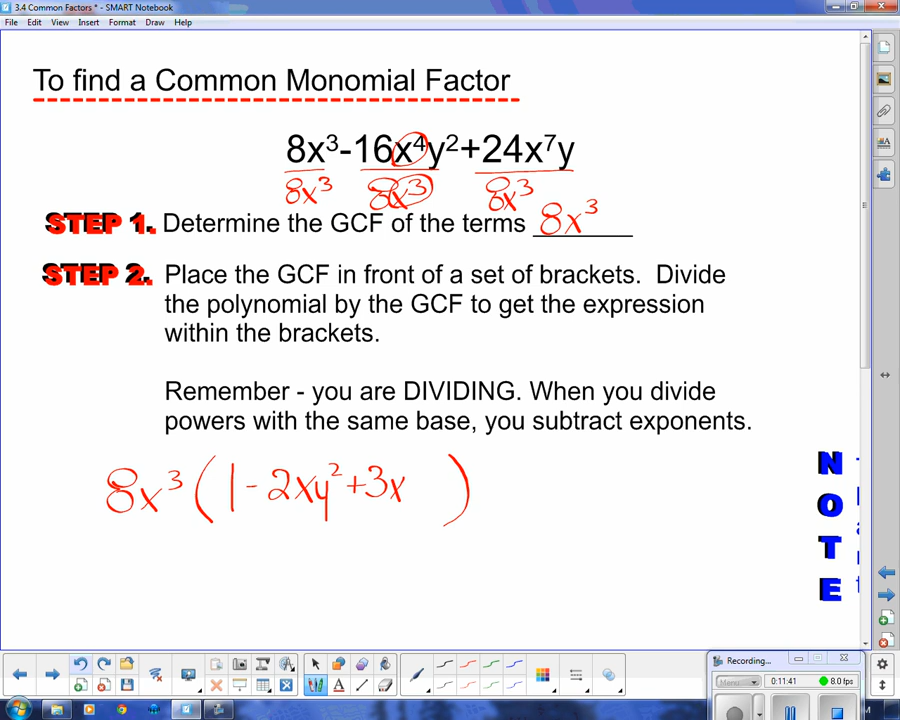 3.4 Common Factors * - SMART Notebook
File Edit View Insert Format Draw Help
To find a Common Monomial Factor
8x³-16x⁴y²+24x⁷y
8x³ 8x³ 8x³
STEP 1. Determine the GCF of the terms 8x³
STEP 2. Place the GCF in front of a set of brackets. Divide
the polynomial by the GCF to get the expression
within the brackets.
Remember - you are DIVIDING. When you divide
powers with the same base, you subtract exponents.
8x³(1-2xy²+3x )
N
O
T
E
Recording...
Menu
0:11:41
8.0 fps